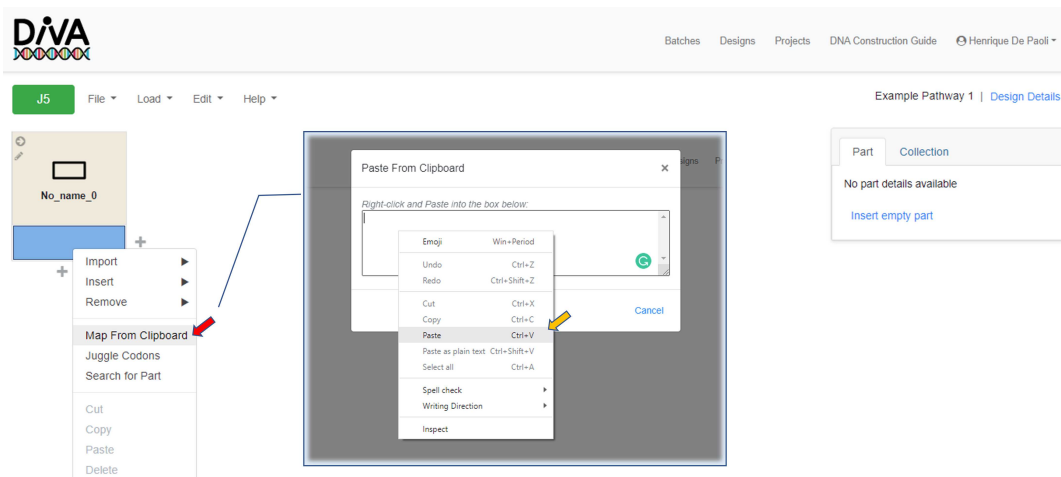 DiVA
Batches Designs Projects DNA Construction Guide Henrique De Paoli
J5 File Load Edit Help
Example Pathway 1 | Design Details
No_name_0
Import
Insert
Remove
Map From Clipboard
Juggle Codons
Search for Part
Cut
Copy
Paste
Delete
signs P
Paste From Clipboard x
Right-click and Paste into the box below:
Emoji Win+Period
Undo Ctrl+Z
Redo Ctrl+Shift+Z
Cut Ctrl+X
Copy Ctrl+C
Paste Ctrl+V
Paste as plain text Ctrl+Shift+V
Select all Ctrl+A
Spell check
Writing Direction
Inspect
Cancel
Part Collection
No part details available
Insert empty part